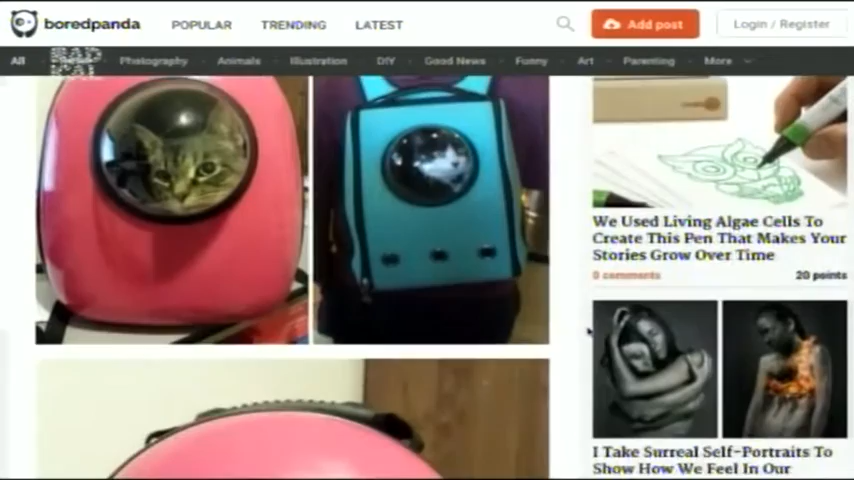 boredpanda
POPULAR
TRENDING
LATEST
Add post
Login / Register
All
Photography
Animals
Illustration
DIY
Good News
Funny
Art
Parenting
More
We Used Living Algae Cells To
Create This Pen That Makes Your
Stories Grow Over Time
0 comments
20 points
I Take Surreal Self-Portraits To
Show How We Feel In Our